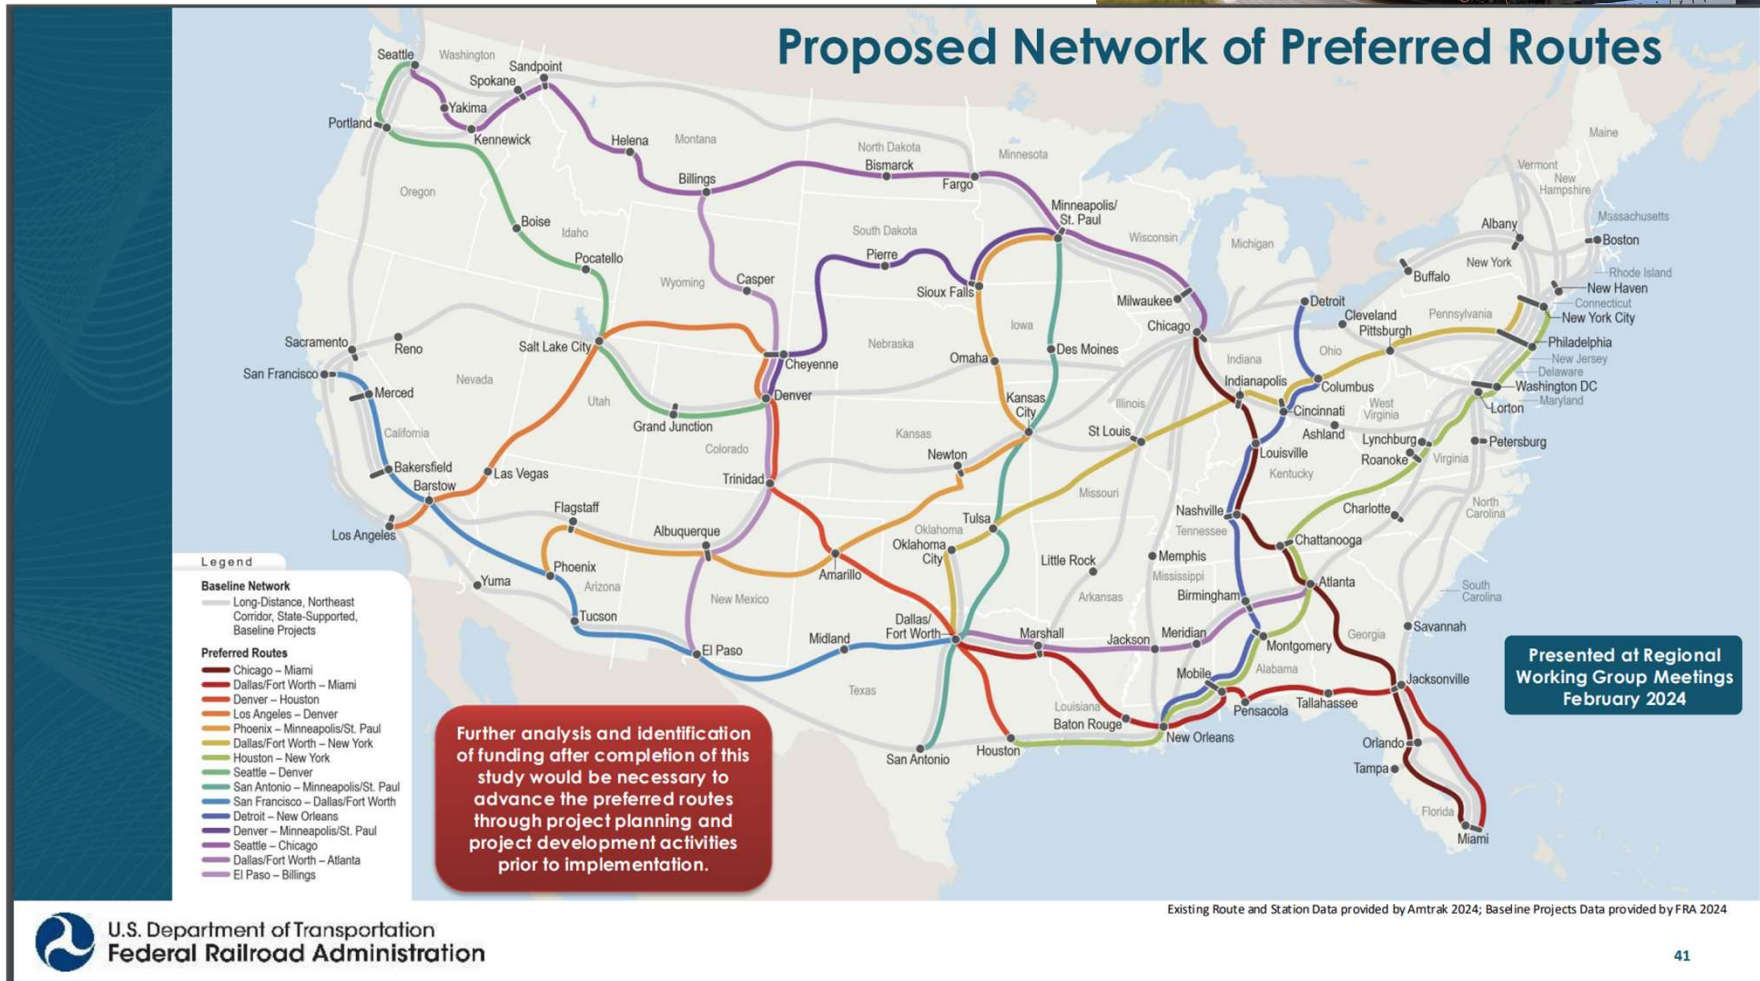 Proposed Network of Preferred Routes
Seattle
Washington
Sandpoint
Spokane
Yakima
Portland
Kennewick
Helena
Montana
North Dakota
Bismarck
Minnesota
Fargo
Maine
Vermont
New
Hampshire
Oregon
Billings
Minneapolis/
St. Paul
Boise
Idaho
South Dakota
Pierre
Wisconsin
Michigan
Albany
Massachusetts
Boston
New York
Pocatello
Wyoming
Casper
Sioux Falls
Buffalo
Rhode Island
New Haven
Connecticut
New York City
Milwaukee
Detroit
Cleveland
Pittsburgh
Pennsylvania
Chicago
Iowa
Sacramento
Reno
Salt Lake City
Nebraska
Omaha
Des Moines
Indiana
Ohio
Philadelphia
New Jersey
Delaware
Cheyenne
San Francisco
Nevada
Merced
Utah
Denver
Indianapolis
Columbus
Washington DC
Maryland
Lorton
Kansas
City
Illinois
Cincinnati
West
Virginia
Grand Junction
California
Colorado
Kansas
St Louis
Ashland
Lynchburg
Petersburg
Louisville
Roanoke
Virginia
Newton
Bakersfield
Las Vegas
Barstow
Trinidad
Kentucky
Missouri
Flagstaff
Nashville
Charlotte
North
Carolina
Los Angeles
Albuquerque
Oklahoma
Tulsa
Tennessee
Oklahoma
City
Chattanooga
Phoenix
Amarillo
Little Rock
Memphis
Mississippi
Yuma
Arizona
Atlanta
New Mexico
Arkansas
Birmingham
South
Carolina
Tucson
Dallas/
Fort Worth
Marshall
Jackson
Meridian
Georgia
Savannah
El Paso
Midland
Montgomery
Alabama
Mobile
Texas
Jacksonville
Louisiana
Pensacola
Tallahassee
Baton Rouge
New Orleans
San Antonio
Houston
Orlando
Tampa
Florida
Miami
Legend
Baseline Network
Long-Distance, Northeast
Corridor, State-Supported,
Baseline Projects
Preferred Routes
Chicago – Miami
Dallas/Fort Worth – Miami
Denver – Houston
Los Angeles – Denver
Phoenix – Minneapolis/St. Paul
Dallas/Fort Worth – New York
Houston – New York
Seattle – Denver
San Antonio – Minneapolis/St. Paul
San Francisco – Dallas/Fort Worth
Detroit – New Orleans
Denver – Minneapolis/St. Paul
Seattle – Chicago
Dallas/Fort Worth – Atlanta
El Paso – Billings
Further analysis and identification
of funding after completion of this
study would be necessary to
advance the preferred routes
through project planning and
project development activities
prior to implementation.
Presented at Regional
Working Group Meetings
February 2024
Existing Route and Station Data provided by Amtrak 2024; Baseline Projects Data provided by FRA 2024
U.S. Department of Transportation
Federal Railroad Administration
41